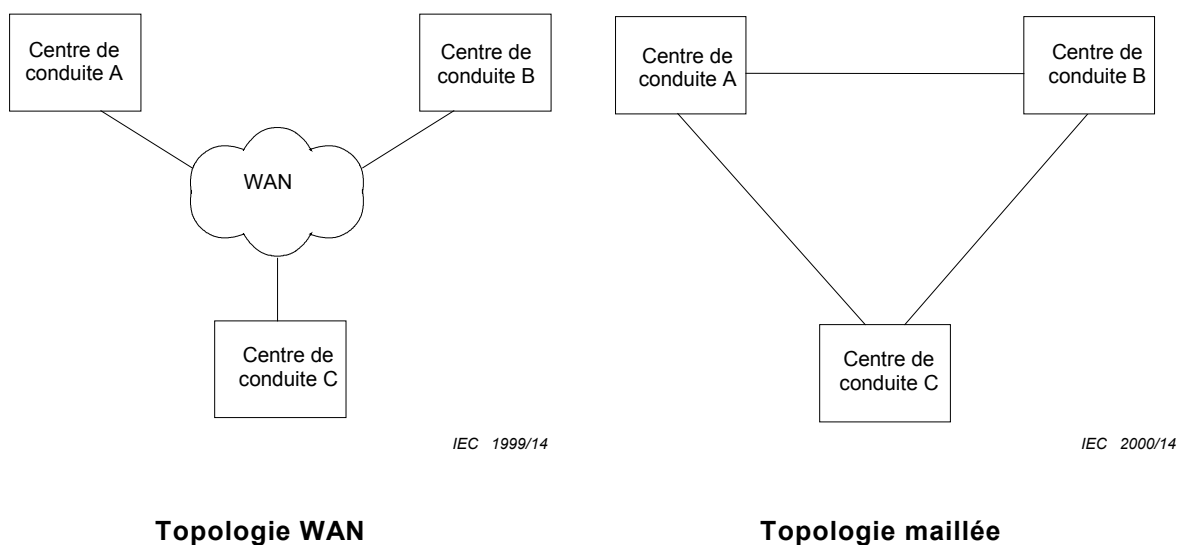 Centre de
conduite A
Centre de
conduite B
WAN
Centre de
conduite C
IEC 1999/14
Topologie WAN
Centre de
conduite A
Centre de
conduite B
Centre de
conduite C
IEC 2000/14
Topologie maillée